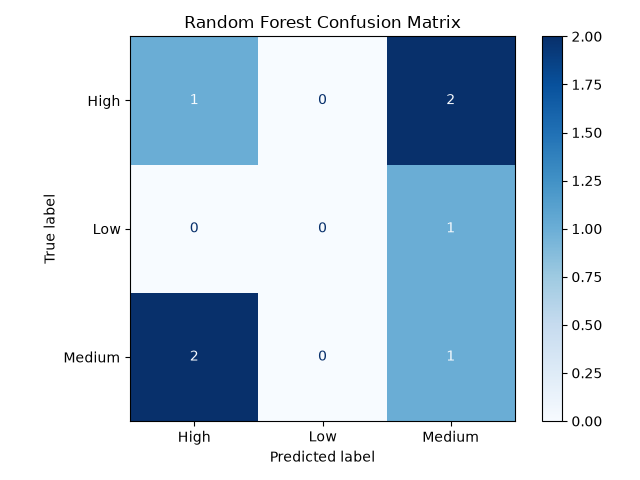 Random Forest Confusion Matrix
True label
High
1
0
2
Low
0
0
1
Medium
2
0
1
High
Low
Medium
Predicted label
2.00
1.75
1.50
1.25
1.00
0.75
0.50
0.25
0.00